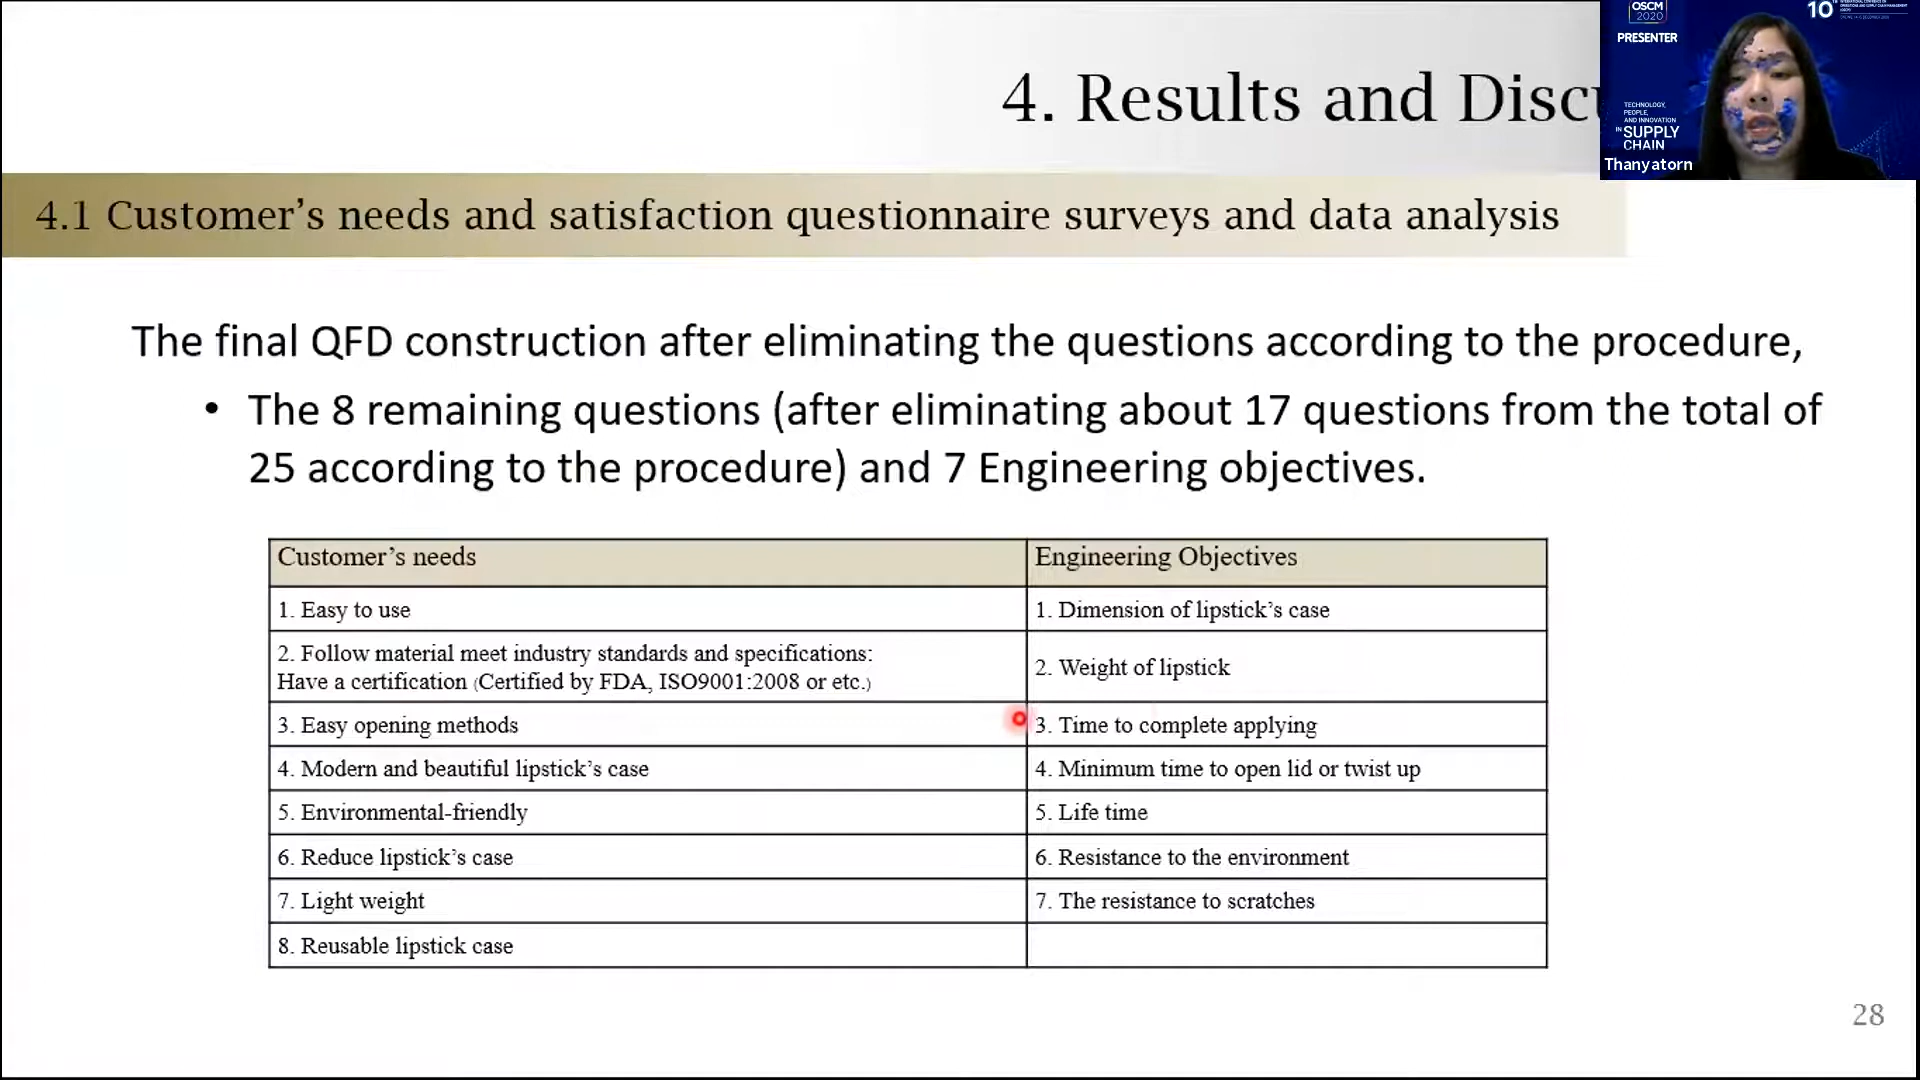 4. Results and Disc
OSCM
2020
PRESENTER
TECHNOLOGY,
PEOPLE,
AND INNOVATION
IN SUPPLY
CHAIN
Thanyatorn
10
4.1 Customer’s needs and satisfaction questionnaire surveys and data analysis
The final QFD construction after eliminating the questions according to the procedure,
• The 8 remaining questions (after eliminating about 17 questions from the total of
25 according to the procedure) and 7 Engineering objectives.
Customer’s needs
Engineering Objectives
1. Easy to use
1. Dimension of lipstick’s case
2. Follow material meet industry standards and specifications:
Have a certification (Certified by FDA, ISO9001:2008 or etc.)
2. Weight of lipstick
3. Easy opening methods
3. Time to complete applying
4. Modern and beautiful lipstick’s case
4. Minimum time to open lid or twist up
5. Environmental-friendly
5. Life time
6. Reduce lipstick’s case
6. Resistance to the environment
7. Light weight
7. The resistance to scratches
8. Reusable lipstick case
28